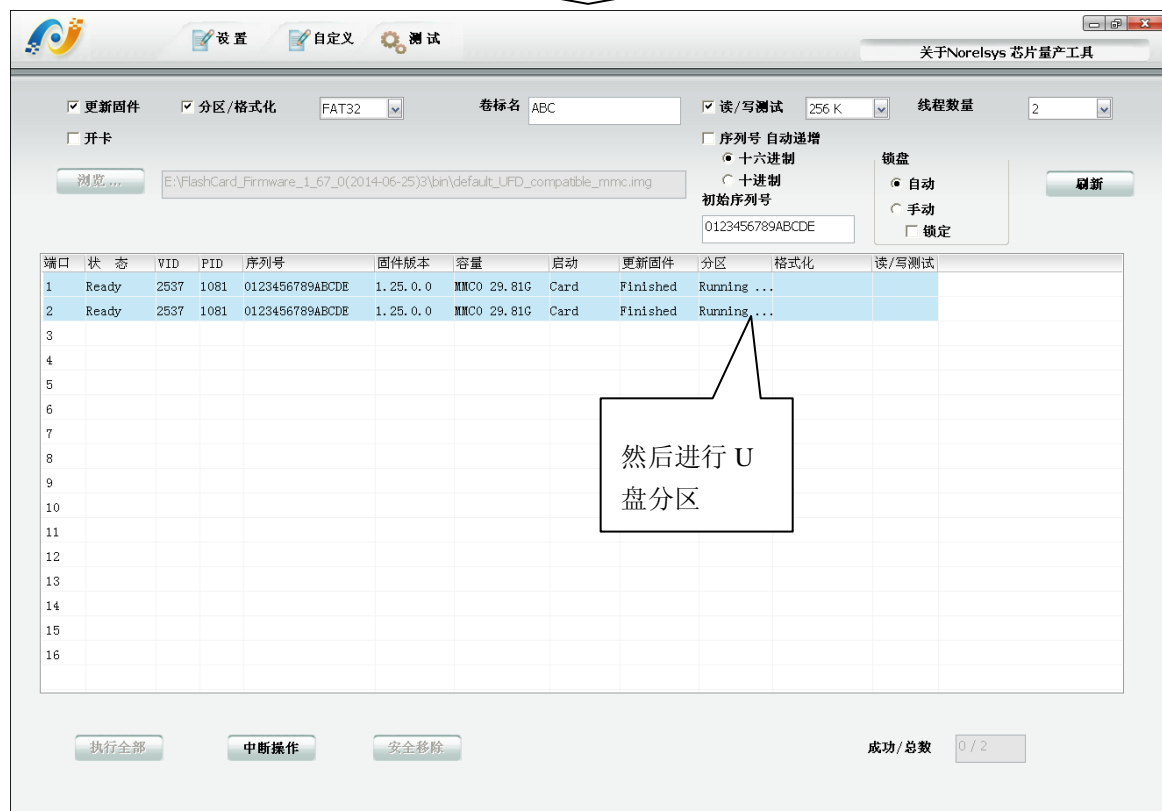 设 置 自定义 测 试
关于Norelsys 芯片量产工具
更新固件 分区/格式化 FAT32 卷标名 ABC 读/写测试 256 K 线程数量 2
开卡 序列号 自动递增
十六进制 锁盘
浏览 ... E:\FlashCard_Firmware_1_67_0(2014-06-25)3\bin\default_UFD_compatible_mmc.img 十进制 自动 刷新
初始序列号 手动
0123456789ABCDE 锁定
端口 状 态 VID PID 序列号 固件版本 容量 启动 更新固件 分区 格式化 读/写测试
1 Ready 2537 1081 0123456789ABCDE 1.25.0.0 MMC0 29.81G Card Finished Running ...
2 Ready 2537 1081 0123456789ABCDE 1.25.0.0 MMC0 29.81G Card Finished Running ...
3
4
5
6
7
8
9
10
11
12
13
14
15
16
然后进行 U
盘分区
执行全部 中断操作 安全移除 成功/总数 0 / 2